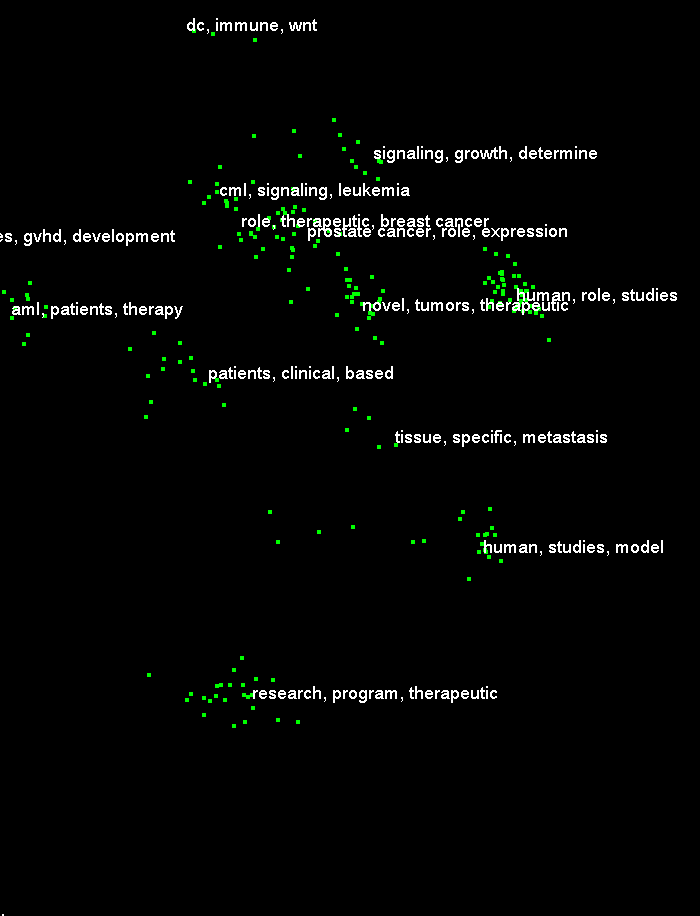 dc, immune, wnt
signaling, growth, determine
cml, signaling, leukemia
role, therapeutic, breast cancer
prostate cancer, role, expression
es, gvhd, development
human, role, studies
novel, tumors, therapeutic
aml, patients, therapy
patients, clinical, based
tissue, specific, metastasis
human, studies, model
research, program, therapeutic